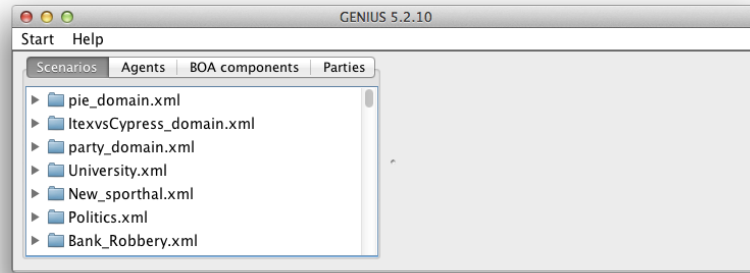 GENIUS 5.2.10
Start Help
Scenarios Agents BOA components Parties
pie_domain.xml
ItexvsCypress_domain.xml
party_domain.xml
University.xml
New_sporthal.xml
Politics.xml
Bank_Robbery.xml